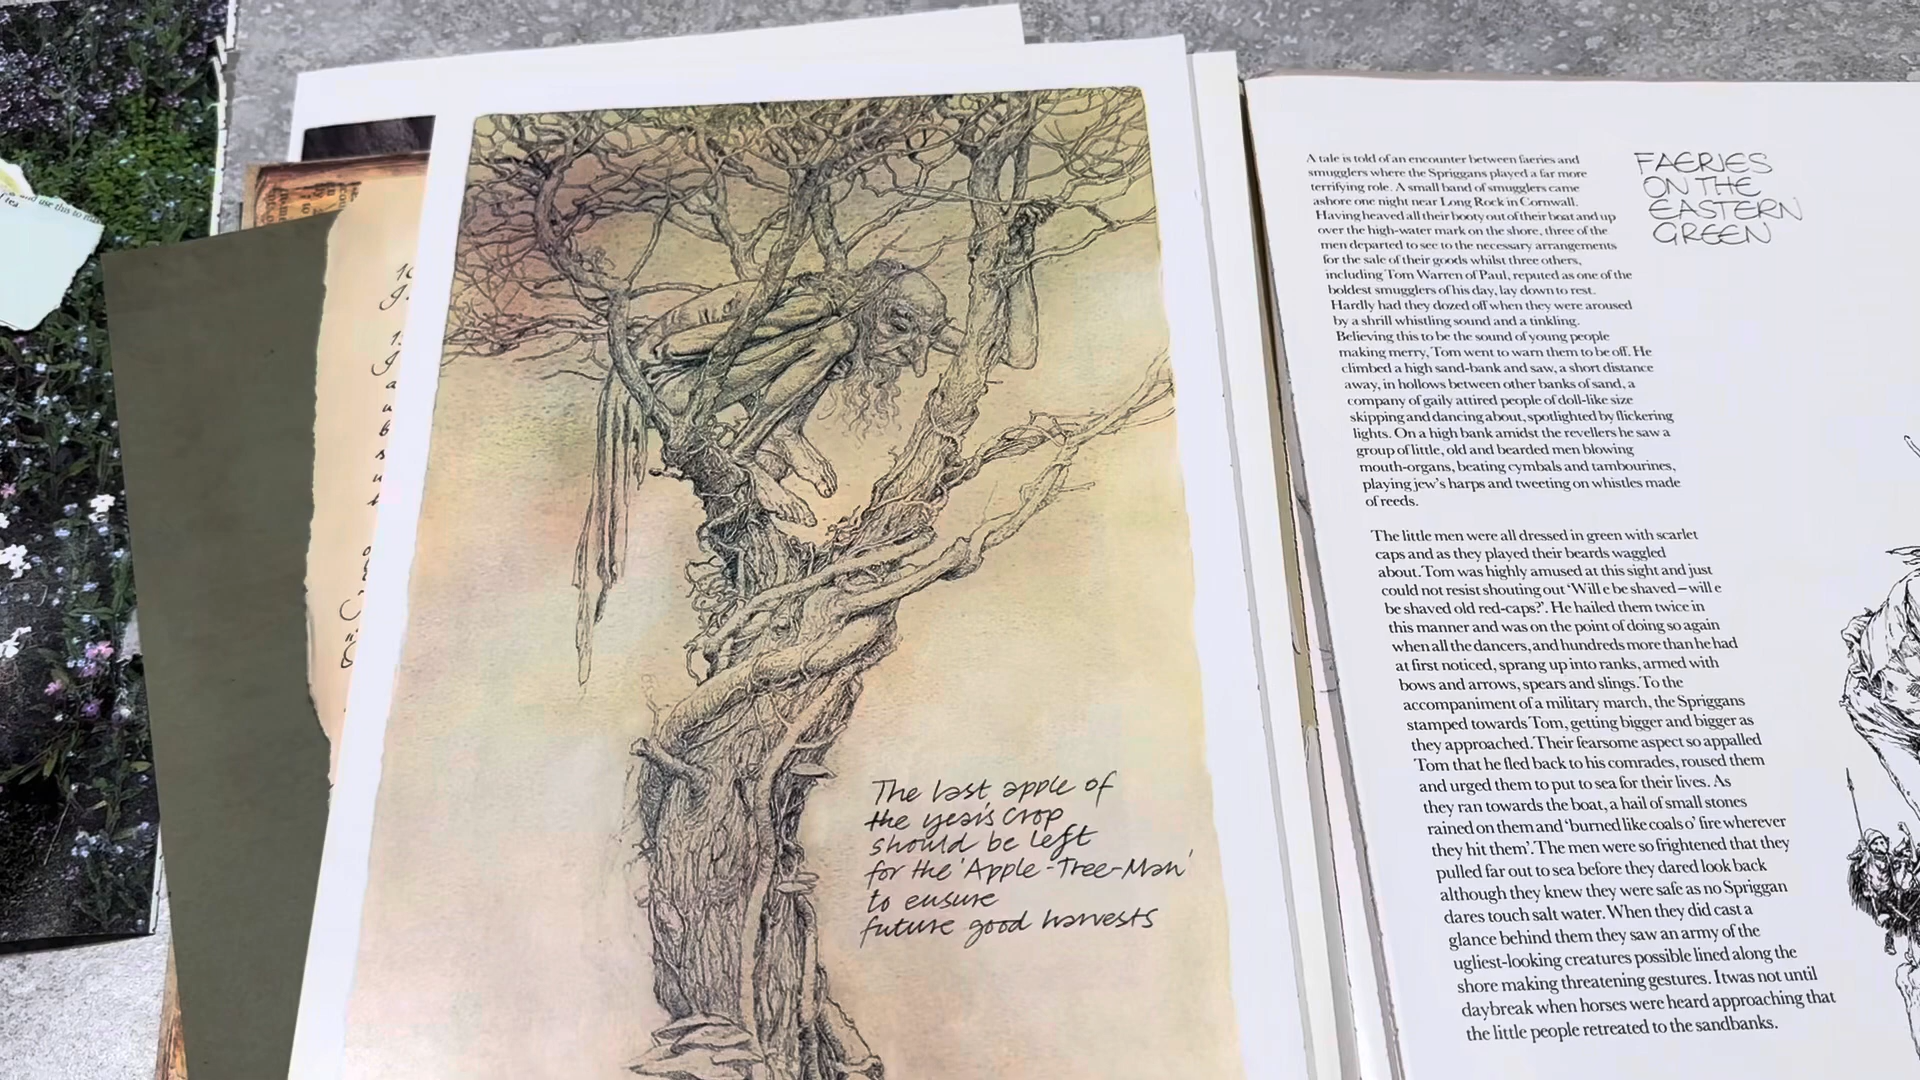 and use this to
The last apple of
the year's crop
should be left
for the 'Apple-Tree-Man'
to ensure
future good harvests
FAERIES
ON THE
EASTERN
GREEN
A tale is told of an encounter between faeries and
smugglers where the Spriggans played a far more
terrifying role. A small band of smugglers came
ashore one night near Long Rock in Cornwall.
Having heaved all their booty out of their boat and up
over the high-water mark on the shore, three of the
men departed to see to the necessary arrangements
for the sale of their goods whilst three others,
including Tom Warren of Paul, reputed as one of the
boldest smugglers of his day, lay down to rest.
Hardly had they dozed off when they were aroused
by a shrill whistling sound and a tinkling.
Believing this to be the sound of young people
making merry, Tom went to warn them to be off. He
climbed a high sand-bank and saw, a short distance
away, in hollows between other banks of sand, a
company of gaily attired people of doll-like size
skipping and dancing about, spotlighted by flickering
lights. On a high bank amidst the revellers he saw a
group of little, old and bearded men blowing
mouth-organs, beating cymbals and tambourines,
playing jew's harps and tweeting on whistles made
of reeds.
The little men were all dressed in green with scarlet
caps and as they played their beards waggled
about. Tom was highly amused at this sight and just
could not resist shouting out 'Will e be shaved – will e
be shaved old red-caps?'. He hailed them twice in
this manner and was on the point of doing so again
when all the dancers, and hundreds more than he had
at first noticed, sprang up into ranks, armed with
bows and arrows, spears and slings. To the
accompaniment of a military march, the Spriggans
stamped towards Tom, getting bigger and bigger as
they approached. Their fearsome aspect so appalled
Tom that he fled back to his comrades, roused them
and urged them to put to sea for their lives. As
they ran towards the boat, a hail of small stones
rained on them and 'burned like coals o' fire wherever
they hit them'. The men were so frightened that they
pulled far out to sea before they dared look back
although they knew they were safe as no Spriggan
dares touch salt water. When they did cast a
glance behind them they saw an army of the
ugliest-looking creatures possible lined along the
shore making threatening gestures. It was not until
daybreak when horses were heard approaching that
the little people retreated to the sandbanks.